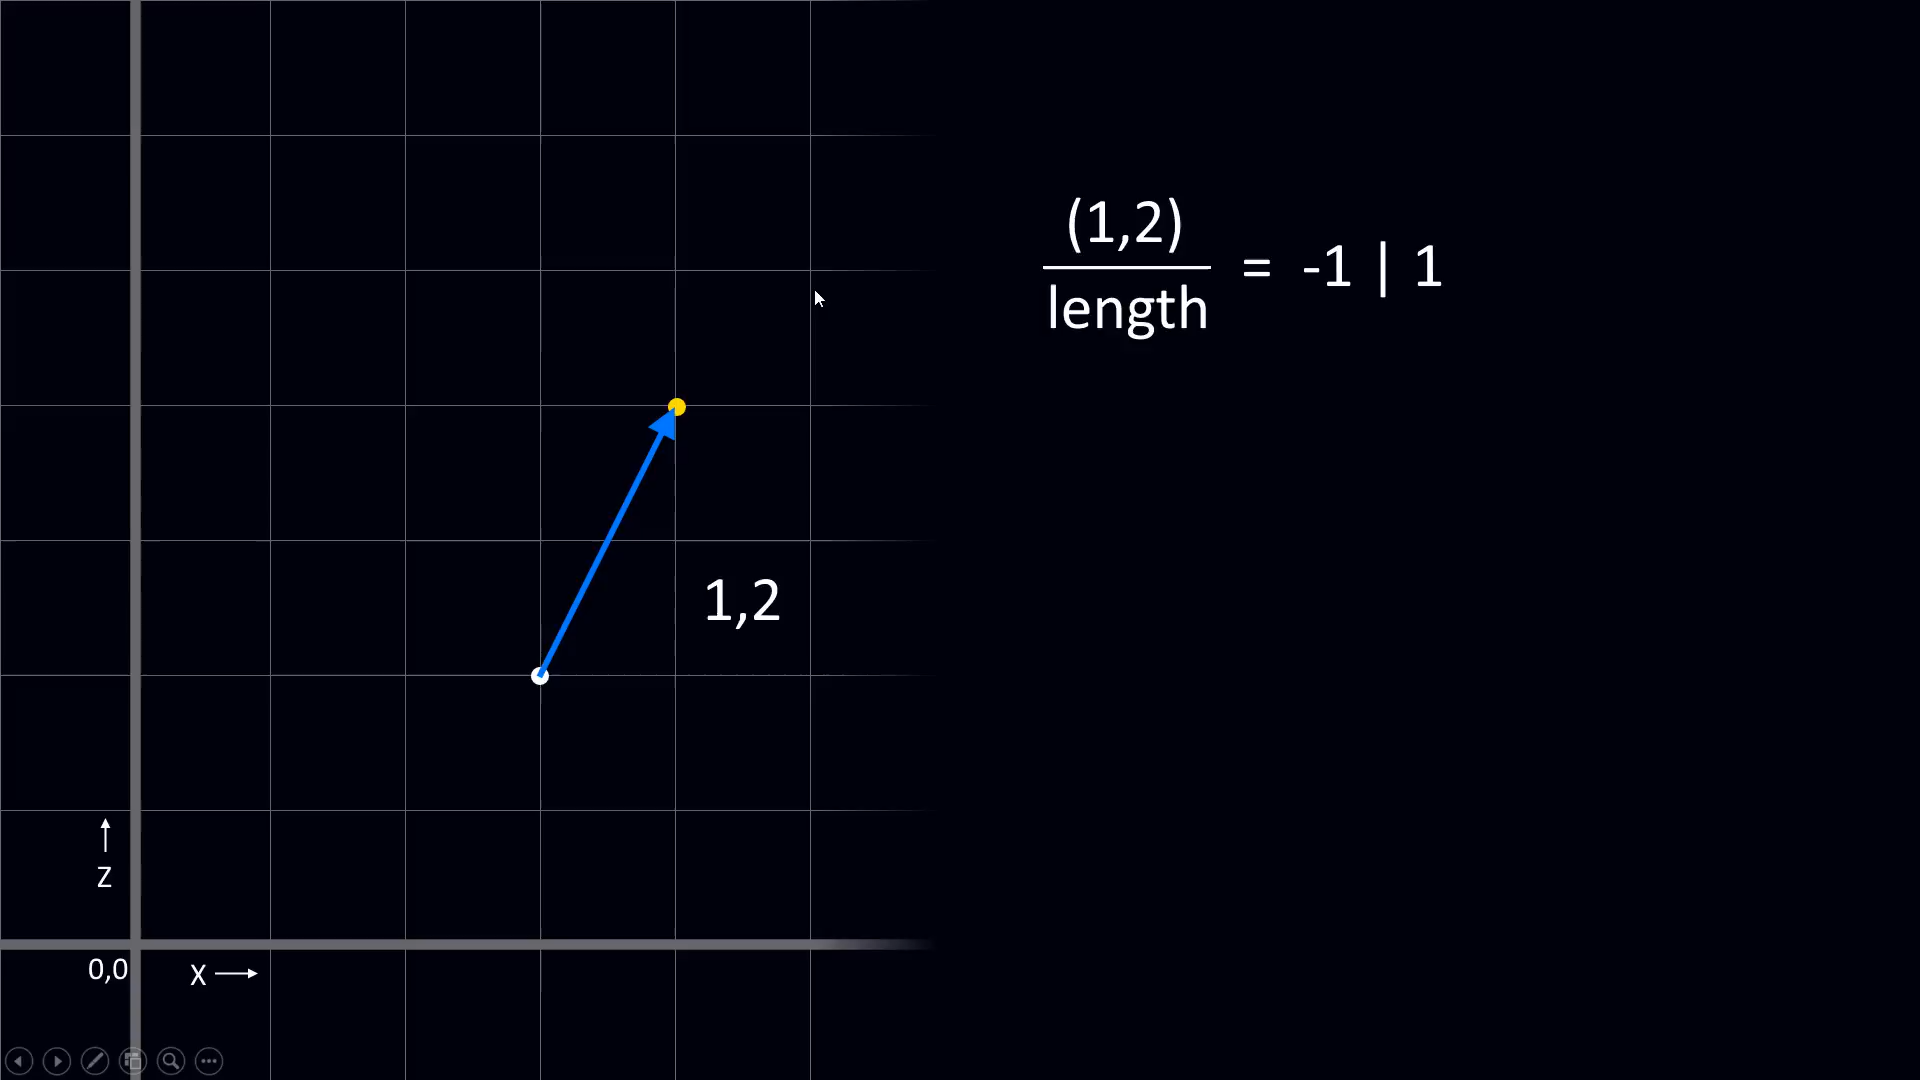 (1,2)
length
= -1 | 1
1,2
Z
0,0
X